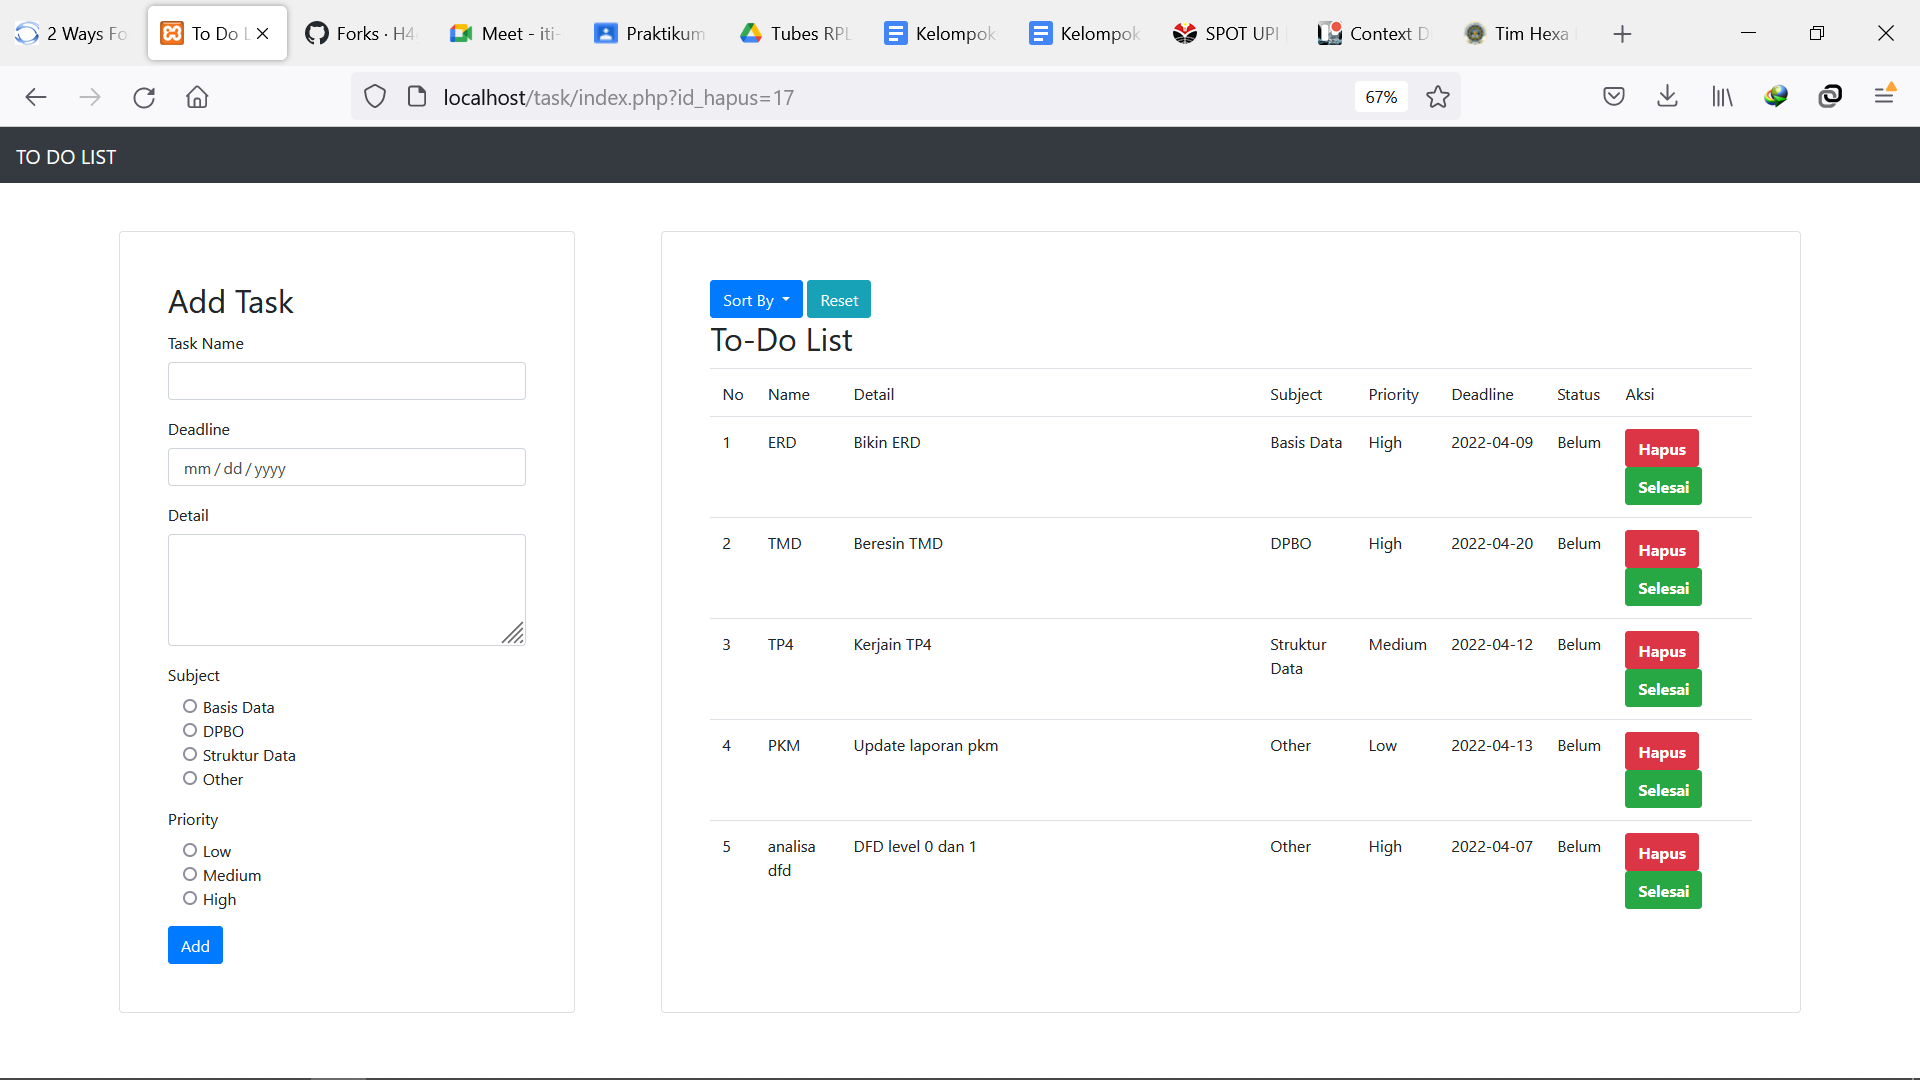 2 Ways Fo
To Do L
Forks · H4
Meet - iti-
Praktikum
Tubes RPL
Kelompok
Kelompok
SPOT UPI
Context D
Tim Hexa
localhost/task/index.php?id_hapus=17
67%
TO DO LIST
Add Task
Task Name
Deadline
mm / dd / yyyy
Detail
Subject
Basis Data
DPBO
Struktur Data
Other
Priority
Low
Medium
High
Add
Sort By
Reset
To-Do List
No Name Detail Subject Priority Deadline Status Aksi
1 ERD Bikin ERD Basis Data High 2022-04-09 Belum Hapus
Selesai
2 TMD Beresin TMD DPBO High 2022-04-20 Belum Hapus
Selesai
3 TP4 Kerjain TP4 Struktur Medium 2022-04-12 Belum Hapus
Data Selesai
4 PKM Update laporan pkm Other Low 2022-04-13 Belum Hapus
Selesai
5 analisa DFD level 0 dan 1 Other High 2022-04-07 Belum Hapus
dfd Selesai